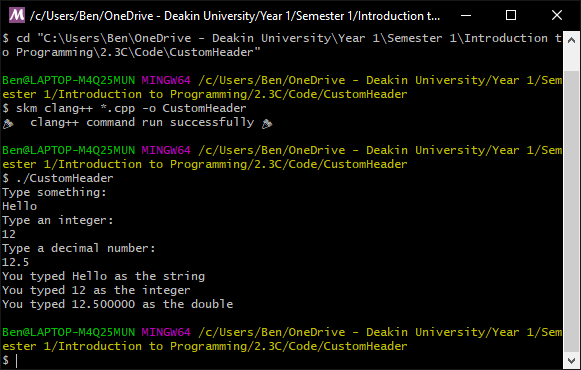 /c/Users/Ben/OneDrive - Deakin University/Year 1/Semester 1/Introduction t...
$ cd "C:\Users\Ben\OneDrive - Deakin University\Year 1\Semester 1\Introduction t
o Programming\2.3C\Code\CustomHeader"
Ben@LAPTOP-M4Q25MUN MINGW64 /c/Users/Ben/OneDrive - Deakin University/Year 1/Sem
ester 1/Introduction to Programming/2.3C/Code/CustomHeader
$ skm clang++ *.cpp -o CustomHeader
clang++ command run successfully
Ben@LAPTOP-M4Q25MUN MINGW64 /c/Users/Ben/OneDrive - Deakin University/Year 1/Sem
ester 1/Introduction to Programming/2.3C/Code/CustomHeader
$ ./CustomHeader
Type something:
Hello
Type an integer:
12
Type a decimal number:
12.5
You typed Hello as the string
You typed 12 as the integer
You typed 12.500000 as the double
Ben@LAPTOP-M4Q25MUN MINGW64 /c/Users/Ben/OneDrive - Deakin University/Year 1/Sem
ester 1/Introduction to Programming/2.3C/Code/CustomHeader
$